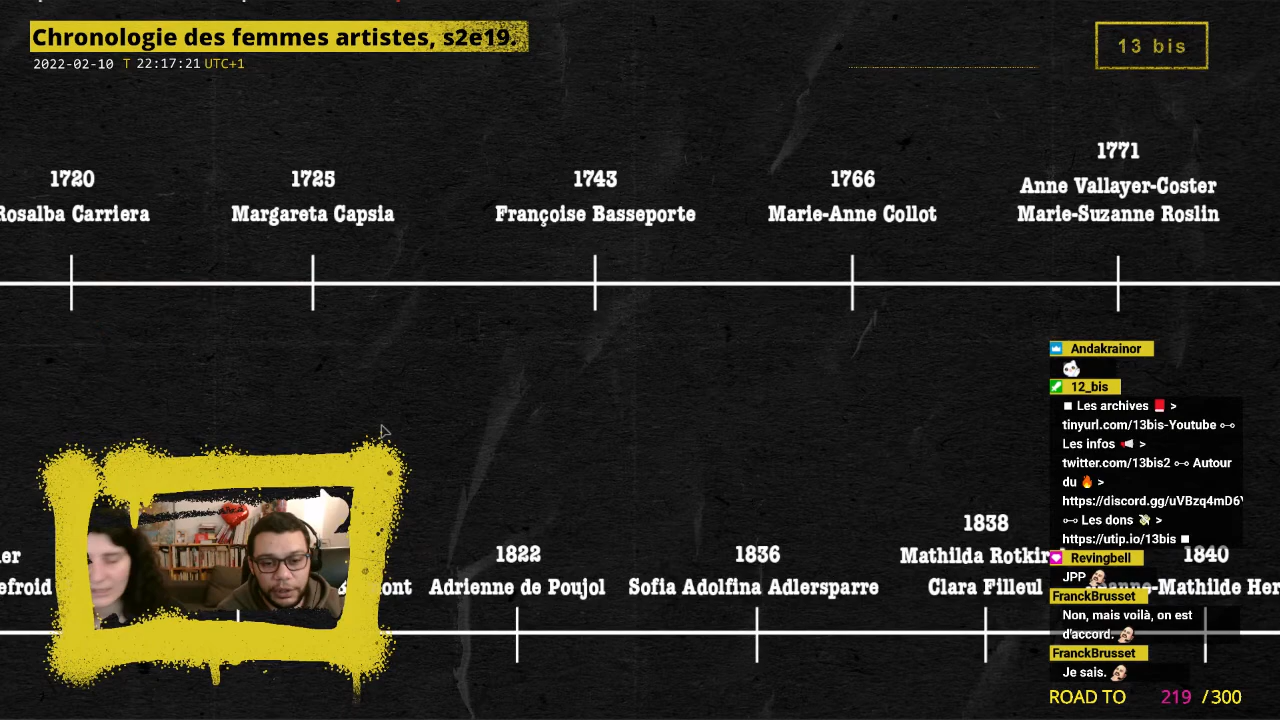 Chronologie des femmes artistes, s2e19.
2022-02-10 T 22:17:21 UTC+1
13 bis
1720
Rosalba Carriera
1725
Margareta Capsia
1743
Françoise Basseporte
1766
Marie-Anne Collot
1771
Anne Vallayer-Coster
Marie-Suzanne Roslin
Andakrainor
12_bis
Les archives >
tinyurl.com/13bis-Youtube
Les infos >
twitter.com/13bis2 Autour
du >
https://discord.gg/uVBzq4mD6
Les dons >
https://utip.io/13bis
Revingbell
JPP
FranckBrusset
Non, mais voilà, on est
d'accord.
FranckBrusset
Je sais.
ROAD TO 219 /300
1822
Adrienne de Poujol
1836
Sofia Adolfina Adlersparre
1838
Mathilda Rotkir
Clara Filleul
1840
-Mathilde Her